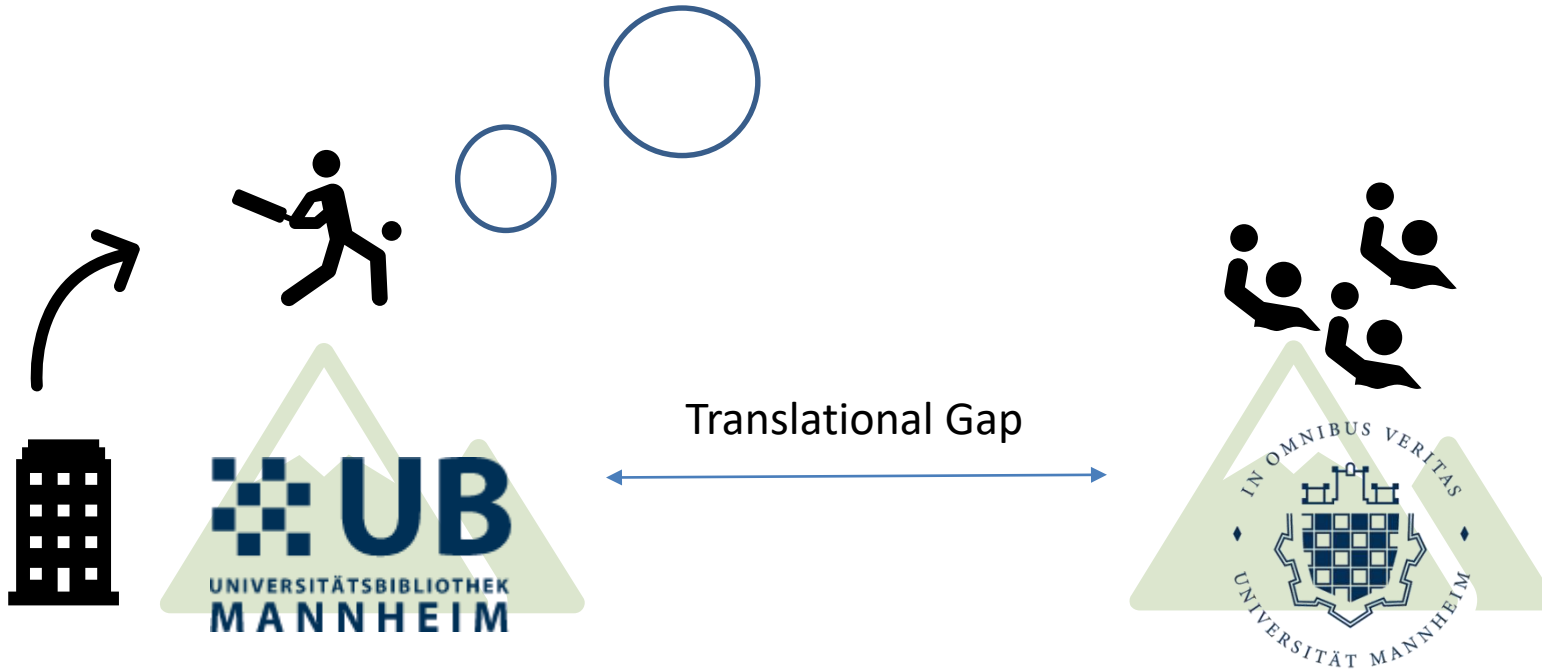 Translational Gap
UB
UNIVERSITÄTSBIBLIOTHEK
MANNHEIM
IN OMNIBUS VERITAS
UNIVERSITÄT MANNHEIM